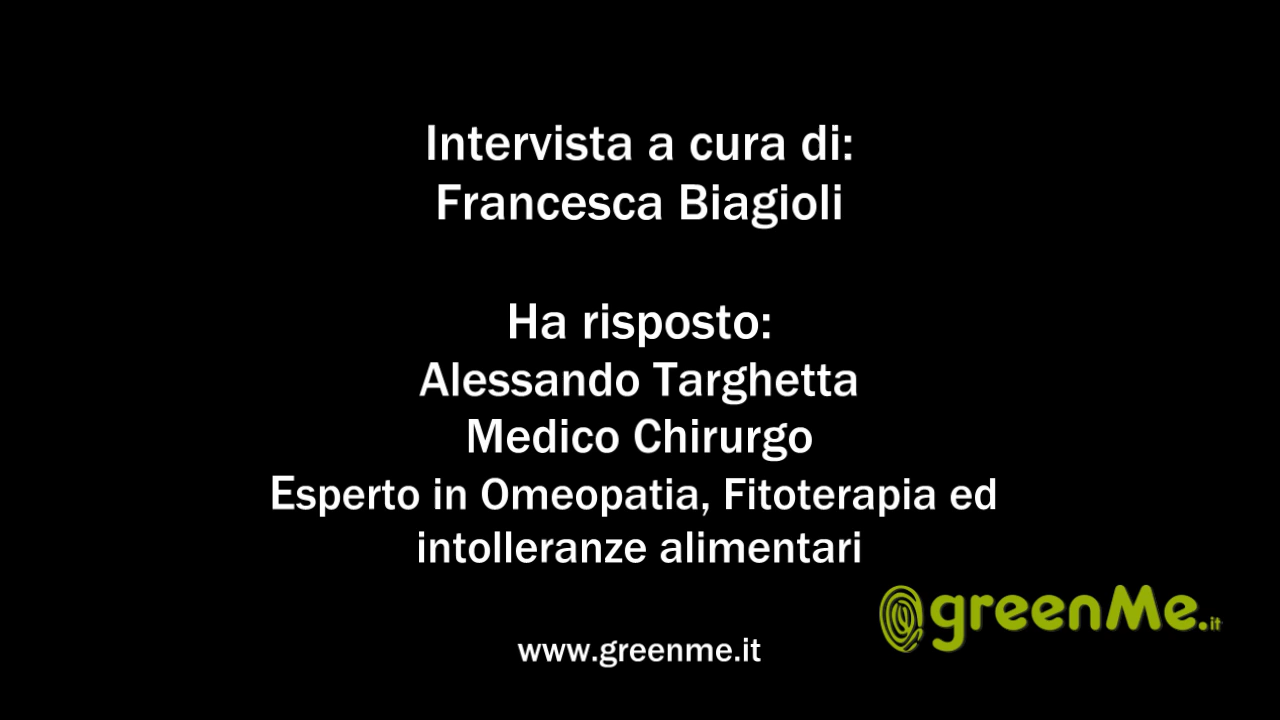 Intervista a cura di:
Francesca Biagioli
Ha risposto:
Alessando Targhetta
Medico Chirurgo
Esperto in Omeopatia, Fitoterapia ed
intolleranze alimentari
greenMe.it
www.greenme.it